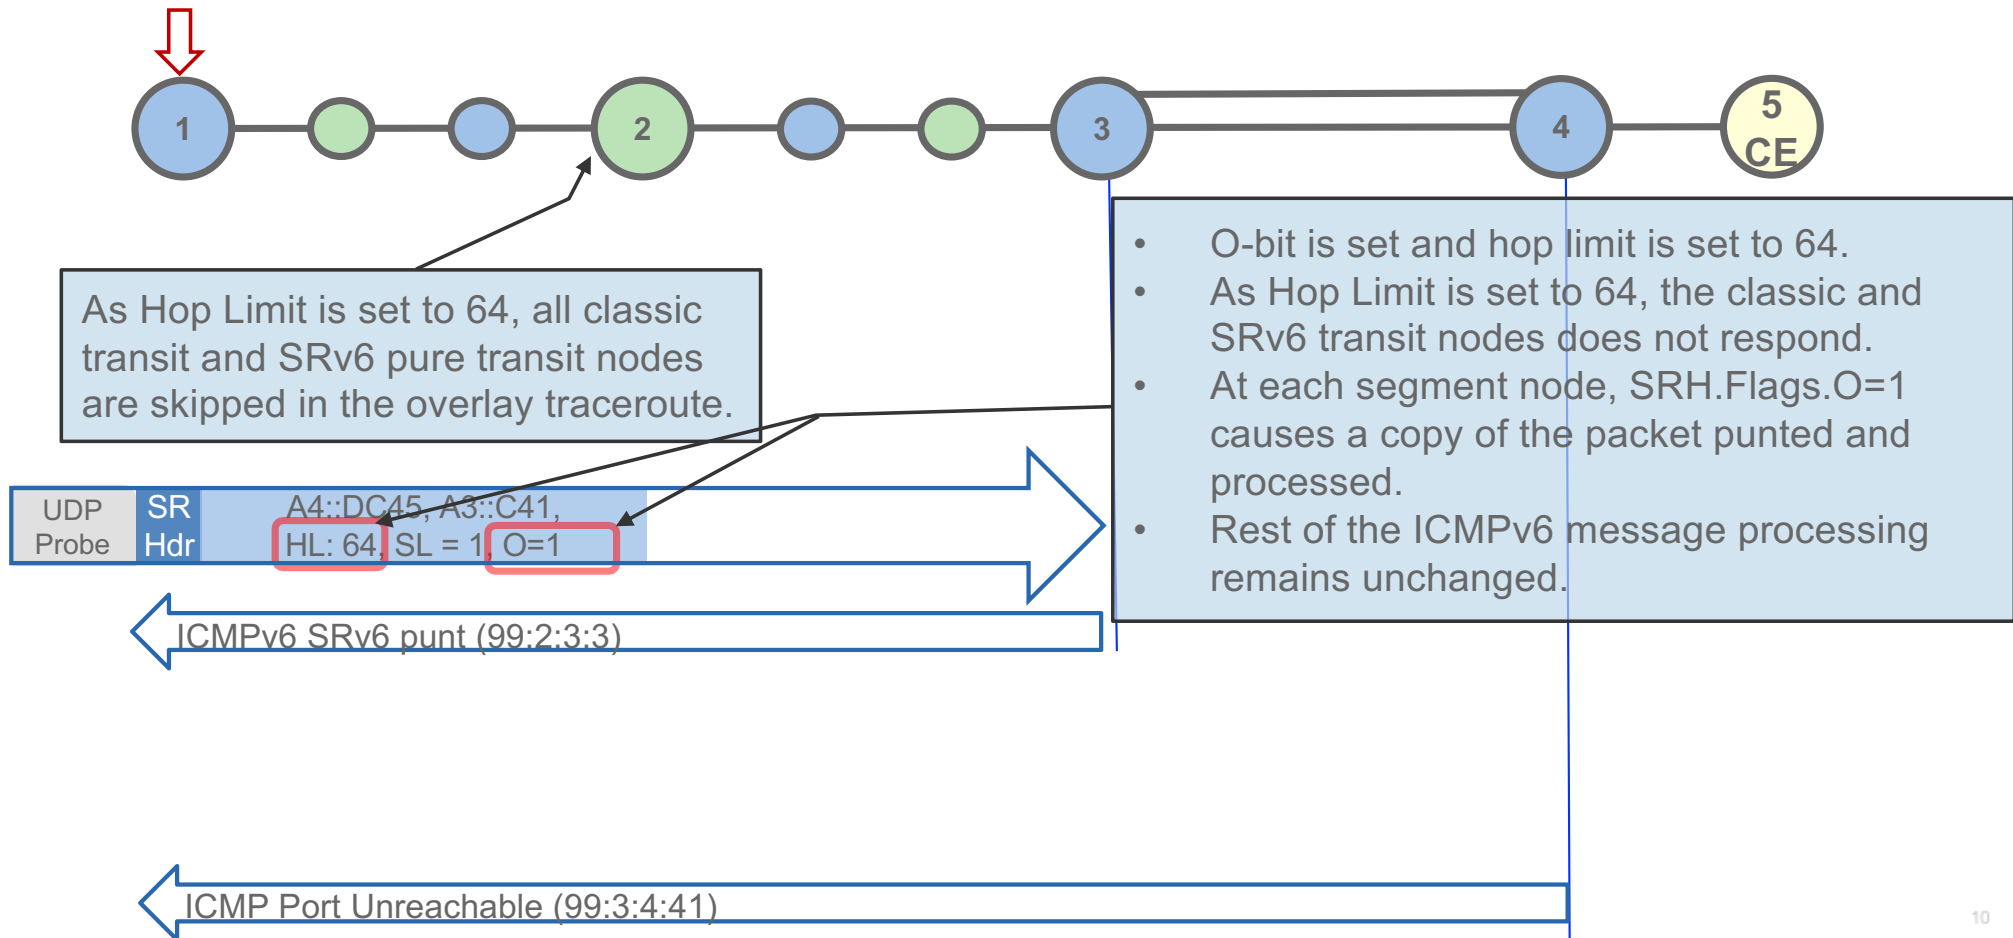 1
2
3
4
5
CE
As Hop Limit is set to 64, all classic
transit and SRv6 pure transit nodes
are skipped in the overlay traceroute.
• O-bit is set and hop limit is set to 64.
• As Hop Limit is set to 64, the classic and
SRv6 transit nodes does not respond.
• At each segment node, SRH.Flags.O=1
causes a copy of the packet punted and
processed.
• Rest of the ICMPv6 message processing
remains unchanged.
UDP
Probe
SR
Hdr
A4::DC45, A3::C41,
HL: 64, SL = 1, O=1
ICMPv6 SRv6 punt (99:2:3:3)
ICMP Port Unreachable (99:3:4:41)
10